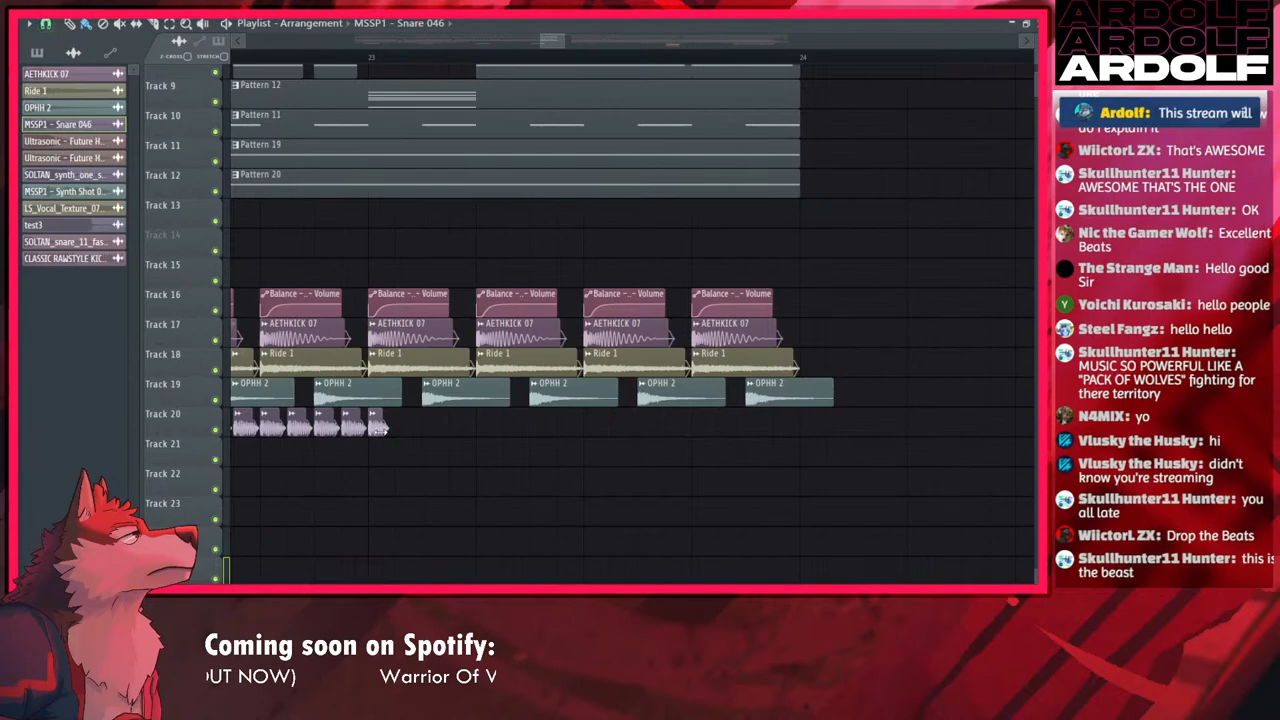 Playlist - Arrangement › MSSP1 - Snare 046 ›
Z-CROSS
STRETCH
23
24
AETHKICK 07
Ride 1
OPHH 2
MSSP1 - Snare 046
Ultrasonic - Future H..
Ultrasonic - Future H..
SOLTAN_synth_one_s..
MSSP1 - Synth Shot 0..
LS_Vocal_Texture_07..
test3
SOLTAN_snare_11_fas..
CLASSIC RAWSTYLE KIC..
Track 9
Pattern 12
Track 10
Pattern 11
Track 11
Pattern 19
Track 12
Pattern 20
Track 13
Track 14
Track 15
Track 16
Balance -..- Volume
Balance -..- Volume
Balance -..- Volume
Balance -..- Volume
Balance -..- Volume
Track 17
AETHKICK 07
AETHKICK 07
AETHKICK 07
AETHKICK 07
AETHKICK 07
Track 18
Ride 1
Ride 1
Ride 1
Ride 1
Ride 1
Track 19
OPHH 2
OPHH 2
OPHH 2
OPHH 2
OPHH 2
OPHH 2
Track 20
Track 21
Track 22
Track 23
ARDOLF
ARDOLF
ARDOLF
Ardolf: This stream will
do I explain it
WiictorL ZX: That's AWESOME
Skullhunter11 Hunter:
AWESOME THAT'S THE ONE
Skullhunter11 Hunter: OK
Nic the Gamer Wolf: Excellent
Beats
The Strange Man: Hello good
Sir
Yoichi Kurosaki: hello people
Steel Fangz: hello hello
Skullhunter11 Hunter:
MUSIC SO POWERFUL LIKE A
"PACK OF WOLVES" fighting for
there territory
N4MIX: yo
Vlusky the Husky: hi
Vlusky the Husky: didn't
know you're streaming
Skullhunter11 Hunter: you
all late
WiictorL ZX: Drop the Beats
Skullhunter11 Hunter: this is
the beast
Coming soon on Spotify:
OUT NOW) Warrior Of V